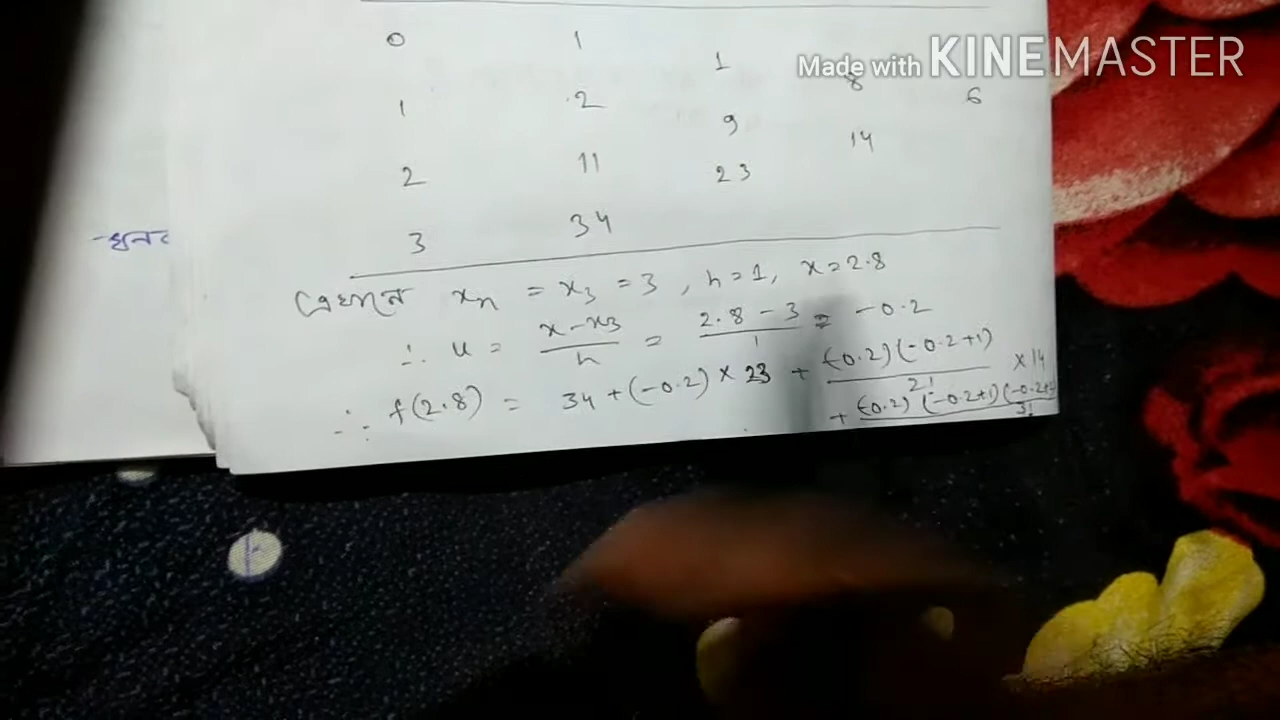 Made with KINEMASTER
0 1
1 8
1 2 6
9 14
2 11 23
3 34
এখানে xₙ = x₃ = 3, h=1, x=2.8
∴ u = (x-x₃)/h = (2.8-3)/1 = -0.2
∴ f(2.8) = 34+(-0.2)×23 + (-0.2)(-0.2+1)/2! ×14
+ (-0.2)(-0.2+1)(-0.2+2)/3!